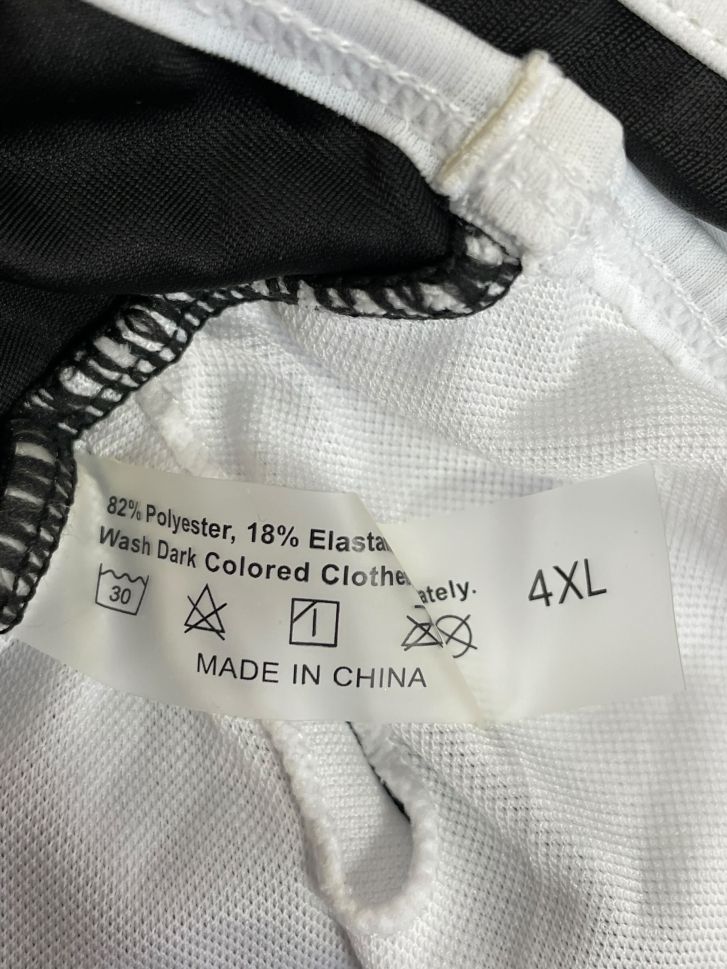 82% Polyester, 18% Elasta
Wash Dark Colored Clothe ately.
30
MADE IN CHINA
4XL